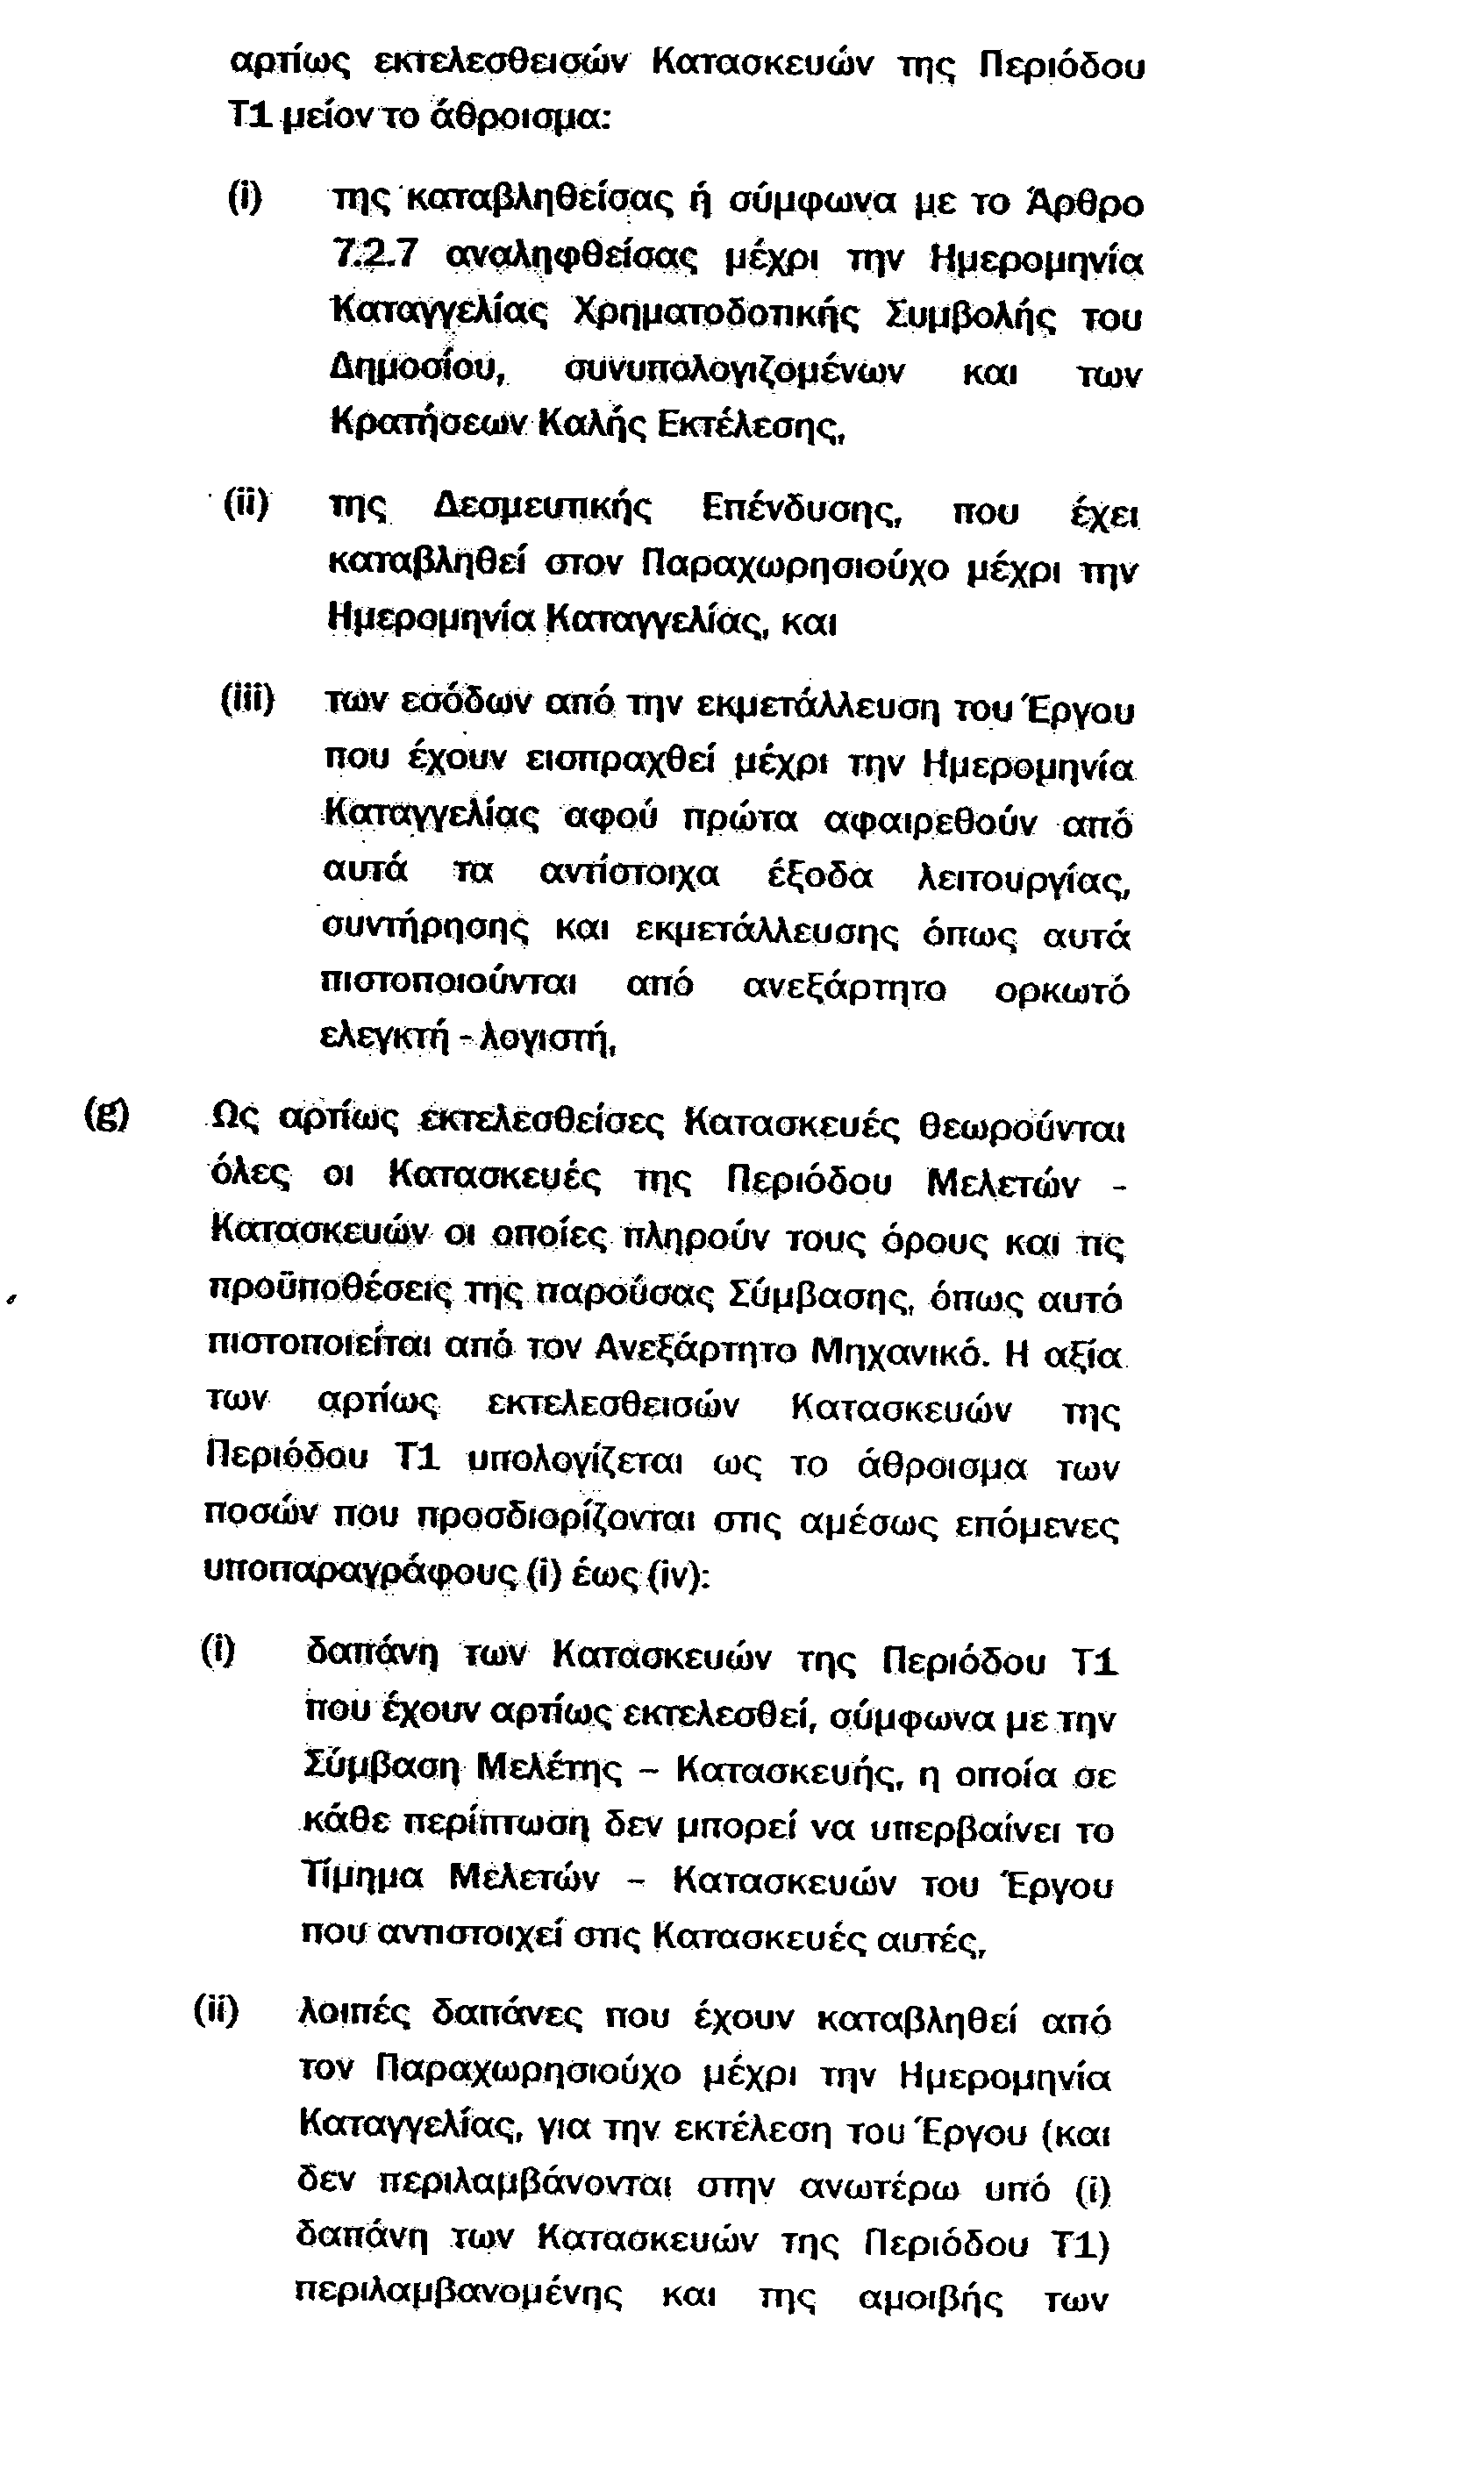 αρτίως εκτελεσθεισών Κατασκευών της Περιόδου
Τ1 μείον το άθροισμα:
(i) της καταβληθείσας ή σύμφωνα με το Άρθρο
7.2.7 αναληφθείσας μέχρι την Ημερομηνία
Καταγγελίας Χρηματοδοτικής Συμβολής του
Δημοσίου, συνυπολογιζομένων και των
Κρατήσεων Καλής Εκτέλεσης,
(ii) της Δεσμευτικής Επένδυσης, που έχει
καταβληθεί στον Παραχωρησιούχο μέχρι την
Ημερομηνία Καταγγελίας, και
(iii) των εσόδων από την εκμετάλλευση του Έργου
που έχουν εισπραχθεί μέχρι την Ημερομηνία
Καταγγελίας αφού πρώτα αφαιρεθούν από
αυτά τα αντίστοιχα έξοδα λειτουργίας,
συντήρησης και εκμετάλλευσης όπως αυτά
πιστοποιούνται από ανεξάρτητο ορκωτό
ελεγκτή - λογιστή,
(g) Ως αρτίως εκτελεσθείσες Κατασκευές θεωρούνται
όλες οι Κατασκευές της Περιόδου Μελετών -
Κατασκευών οι οποίες πληρούν τους όρους και τις
προϋποθέσεις της παρούσας Σύμβασης, όπως αυτό
πιστοποιείται από τον Ανεξάρτητο Μηχανικό. Η αξία
των αρτίως εκτελεσθεισών Κατασκευών της
Περιόδου Τ1 υπολογίζεται ως το άθροισμα των
ποσών που προσδιορίζονται στις αμέσως επόμενες
υποπαραγράφους (i) έως (iv):
(i) δαπάνη των Κατασκευών της Περιόδου Τ1
που έχουν αρτίως εκτελεσθεί, σύμφωνα με την
Σύμβαση Μελέτης – Κατασκευής, η οποία σε
κάθε περίπτωση δεν μπορεί να υπερβαίνει το
Τίμημα Μελετών – Κατασκευών του Έργου
που αντιστοιχεί στις Κατασκευές αυτές,
(ii) λοιπές δαπάνες που έχουν καταβληθεί από
τον Παραχωρησιούχο μέχρι την Ημερομηνία
Καταγγελίας, για την εκτέλεση του Έργου (και
δεν περιλαμβάνονται στην ανωτέρω υπό (i)
δαπάνη των Κατασκευών της Περιόδου Τ1)
περιλαμβανομένης και της αμοιβής των